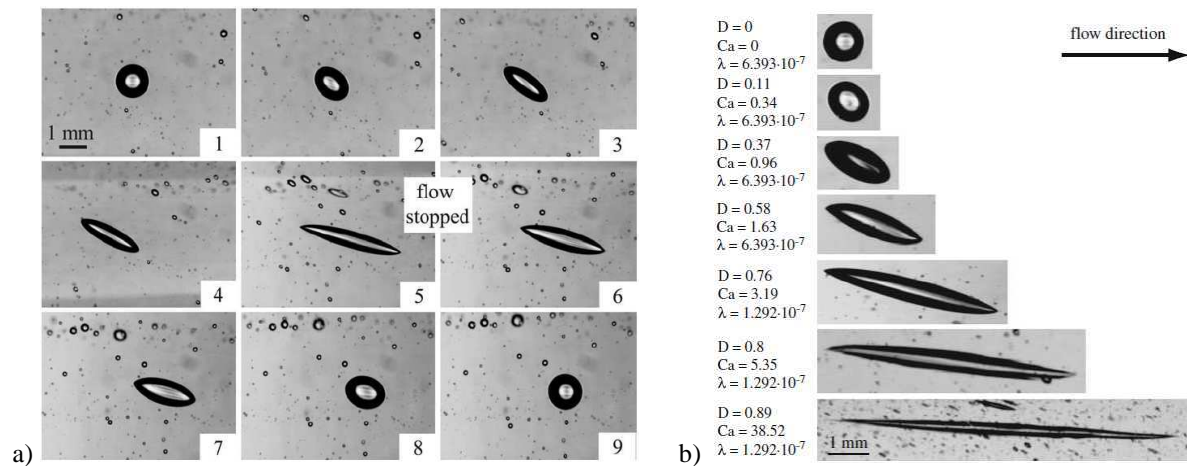 1 mm
1
2
3
4
5
flow
stopped
6
7
8
9
a)
D = 0
Ca = 0
λ = 6.393·10⁻⁷
D = 0.11
Ca = 0.34
λ = 6.393·10⁻⁷
D = 0.37
Ca = 0.96
λ = 6.393·10⁻⁷
D = 0.58
Ca = 1.63
λ = 6.393·10⁻⁷
D = 0.76
Ca = 3.19
λ = 1.292·10⁻⁷
D = 0.8
Ca = 5.35
λ = 1.292·10⁻⁷
D = 0.89
Ca = 38.52
λ = 1.292·10⁻⁷
flow direction
1 mm
b)